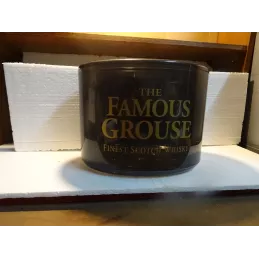 THE
FAMOUS
GROUSE
FINEST SCOTCH WHISKY